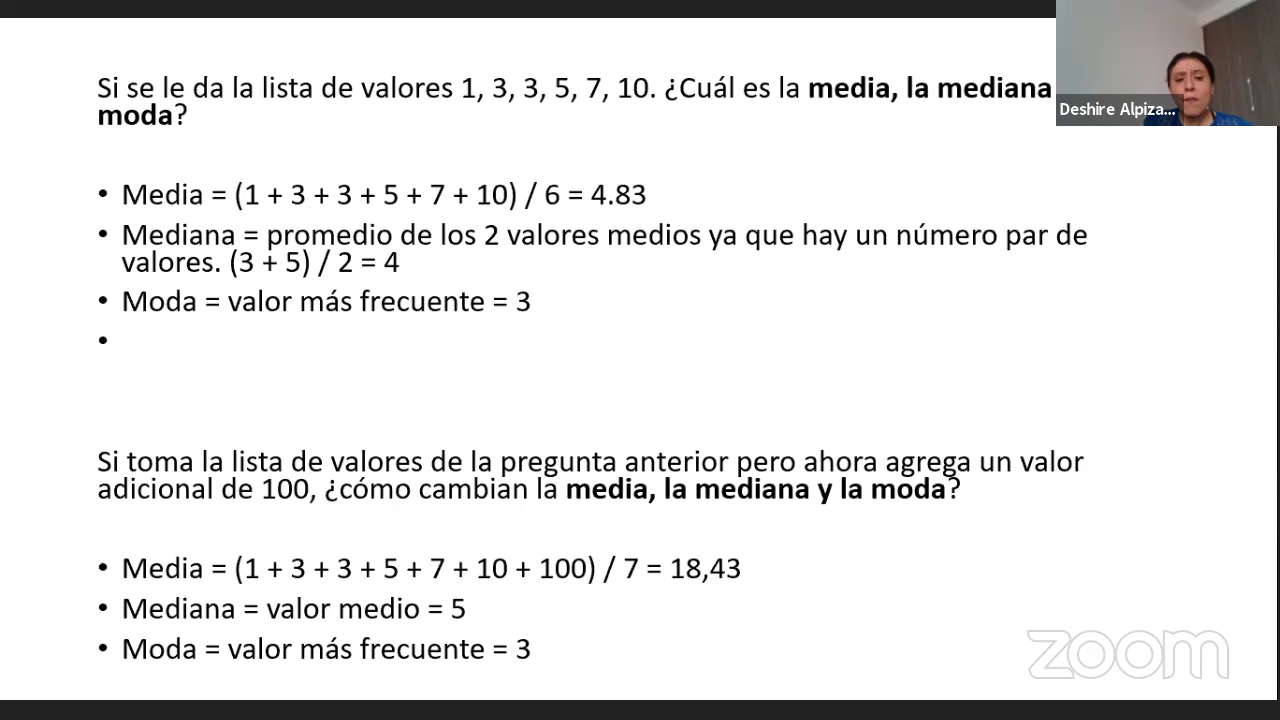 Si se le da la lista de valores 1, 3, 3, 5, 7, 10. ¿Cuál es la media, la mediana
moda?
Deshire Alpiza...
• Media = (1 + 3 + 3 + 5 + 7 + 10) / 6 = 4.83
• Mediana = promedio de los 2 valores medios ya que hay un número par de
valores. (3 + 5) / 2 = 4
• Moda = valor más frecuente = 3
•
Si toma la lista de valores de la pregunta anterior pero ahora agrega un valor
adicional de 100, ¿cómo cambian la media, la mediana y la moda?
• Media = (1 + 3 + 3 + 5 + 7 + 10 + 100) / 7 = 18,43
• Mediana = valor medio = 5
• Moda = valor más frecuente = 3
zoom